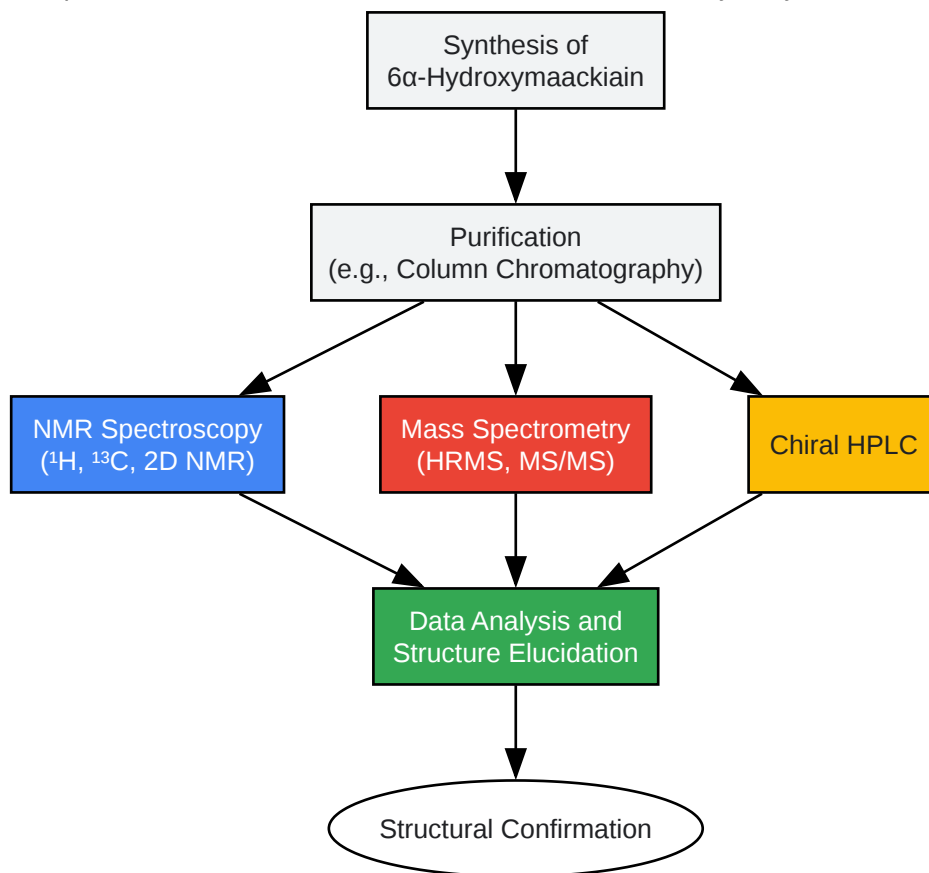 Synthesis of
6α-Hydroxymaackiain
Purification
(e.g., Column Chromatography)
NMR Spectroscopy
(¹H, ¹³C, 2D NMR)
Mass Spectrometry
(HRMS, MS/MS)
Chiral HPLC
Data Analysis and
Structure Elucidation
Structural Confirmation